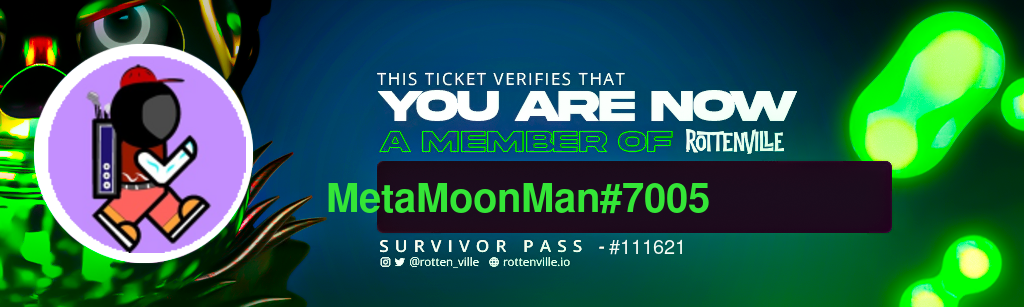 THIS TICKET VERIFIES THAT
YOU ARE NOW
A MEMBER OF ROTTENVILLE
MetaMoonMan#7005
SURVIVOR PASS - #111621
@rotten_ville rottenville.io